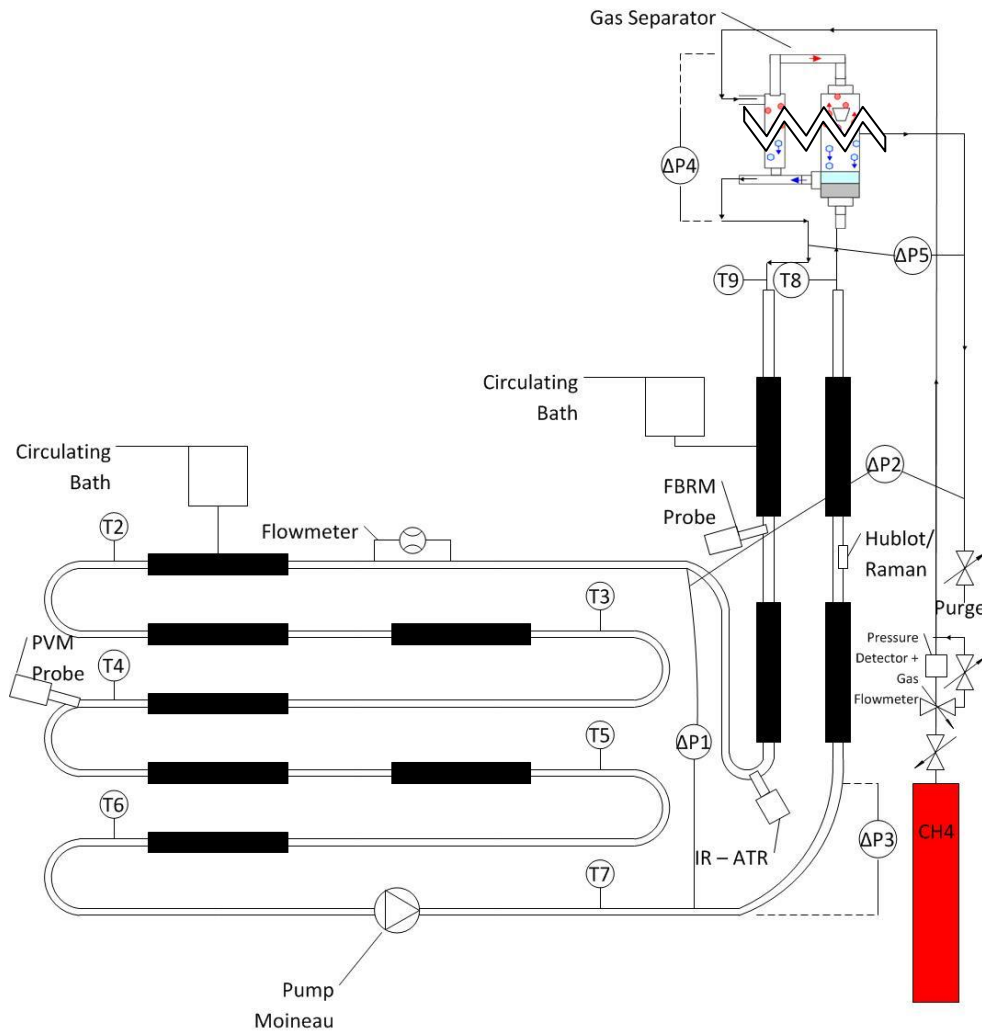 Gas Separator
ΔP4
ΔP5
T9
T8
Circulating
Bath
Circulating
Bath
ΔP2
FBRM
Probe
T2
Flowmeter
Hublot/
Raman
T3
Purge
PVM
Probe
T4
Pressure
Detector +
Gas
Flowmeter
T5
ΔP1
T6
CH4
ΔP3
IR – ATR
T7
Pump
Moineau